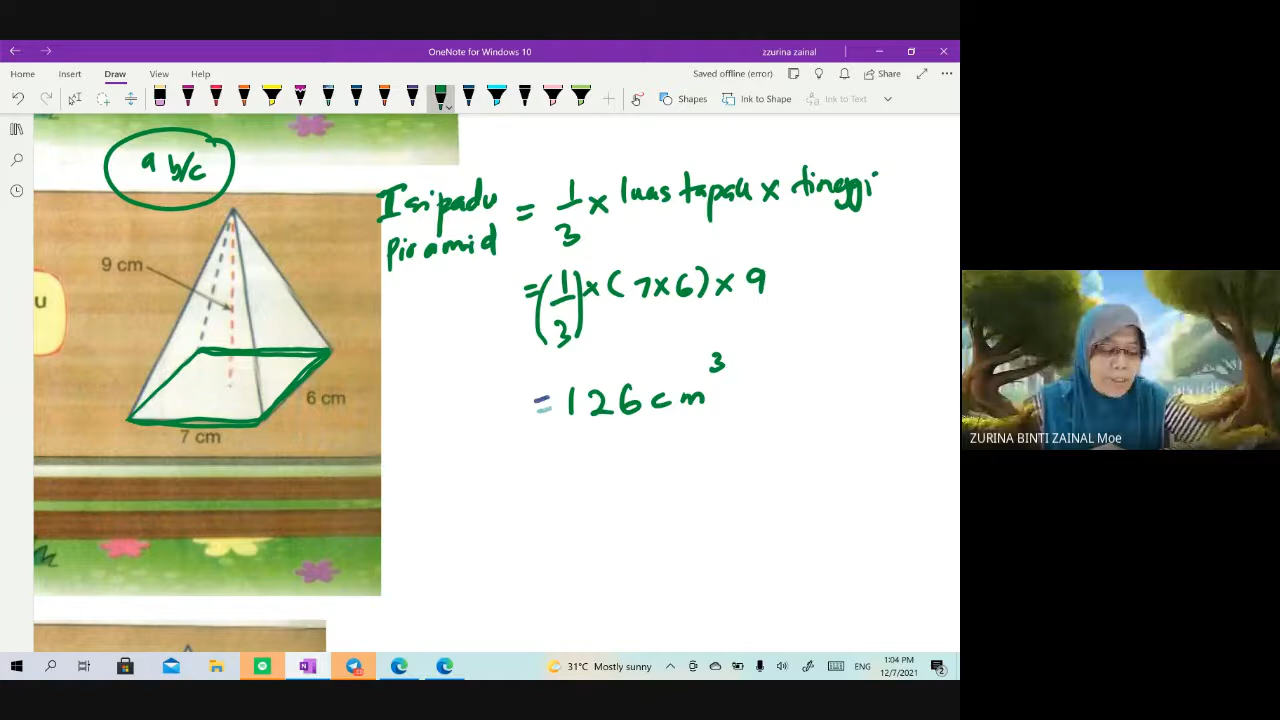 OneNote for Windows 10
zzurina zainal
Home Insert Draw View Help
Saved offline (error)
Share
Shapes
Ink to Shape
Ink to Text
a b/c
9 cm
U
6 cm
7 cm
Isipadu piramid = 1/3 x luas tapak x tinggi
= (1/3) x (7x6) x 9
= 126 cm³
ZURINA BINTI ZAINAL Moe
31°C Mostly sunny
ENG
1:04 PM
12/7/2021
2